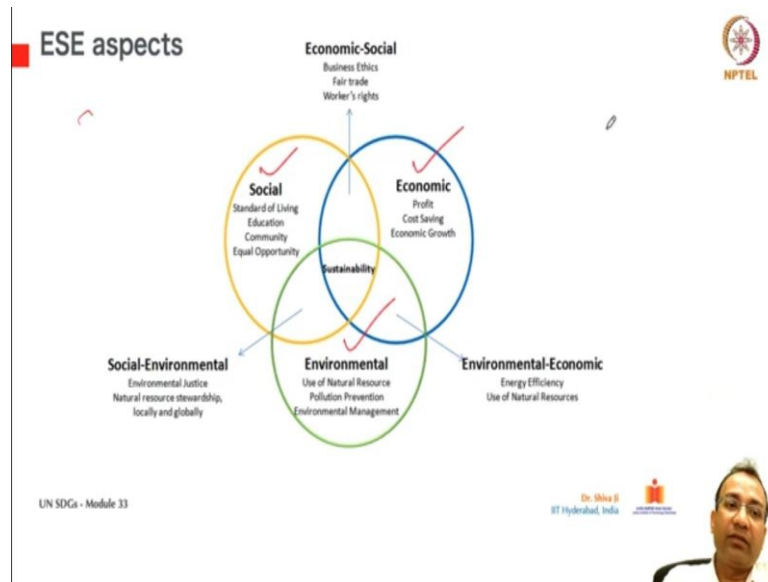 ESE aspects
NPTEL
Economic-Social
Business Ethics
Fair trade
Worker's rights
Social
Standard of Living
Education
Community
Equal Opportunity
Economic
Profit
Cost Saving
Economic Growth
Sustainability
Social-Environmental
Environmental Justice
Natural resource stewardship,
locally and globally
Environmental
Use of Natural Resource
Pollution Prevention
Environmental Management
Environmental-Economic
Energy Efficiency
Use of Natural Resources
UN SDGs - Module 33
Dr. Shiva Ji
IIT Hyderabad, India